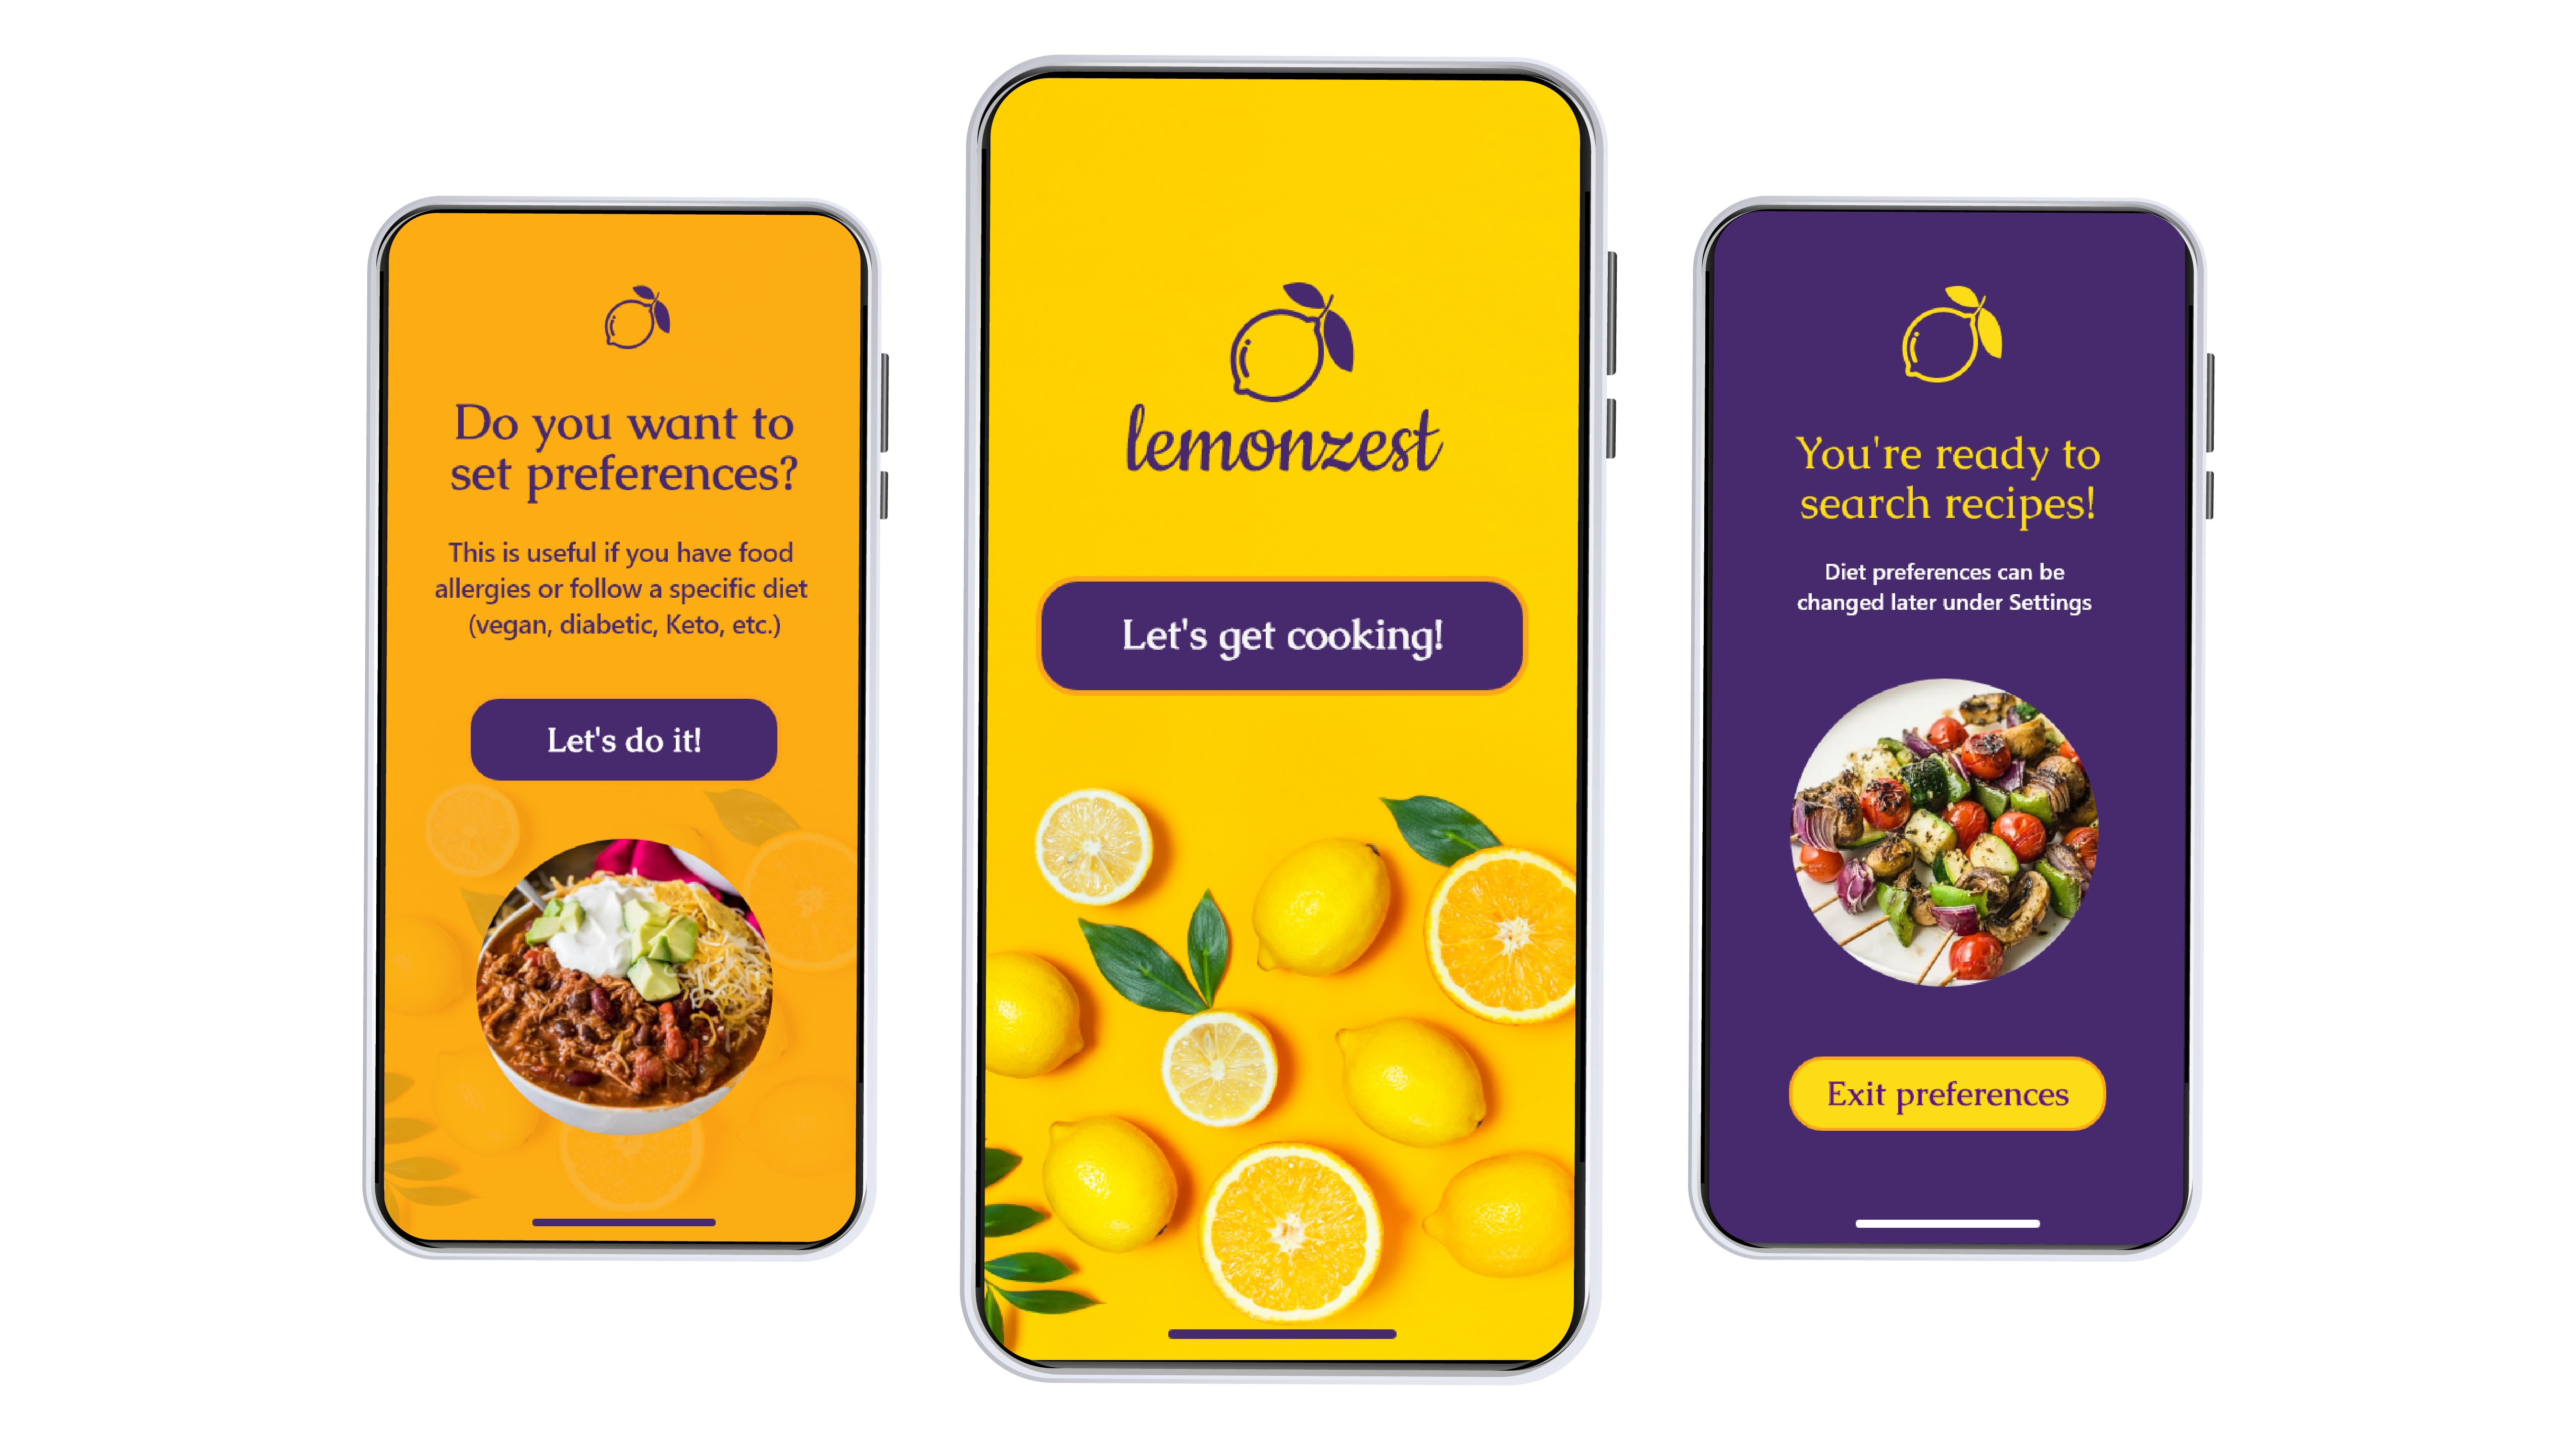 Do you want to
set preferences?
This is useful if you have food
allergies or follow a specific diet
(vegan, diabetic, Keto, etc.)
Let's do it!
lemonzest
Let's get cooking!
You're ready to
search recipes!
Diet preferences can be
changed later under Settings
Exit preferences